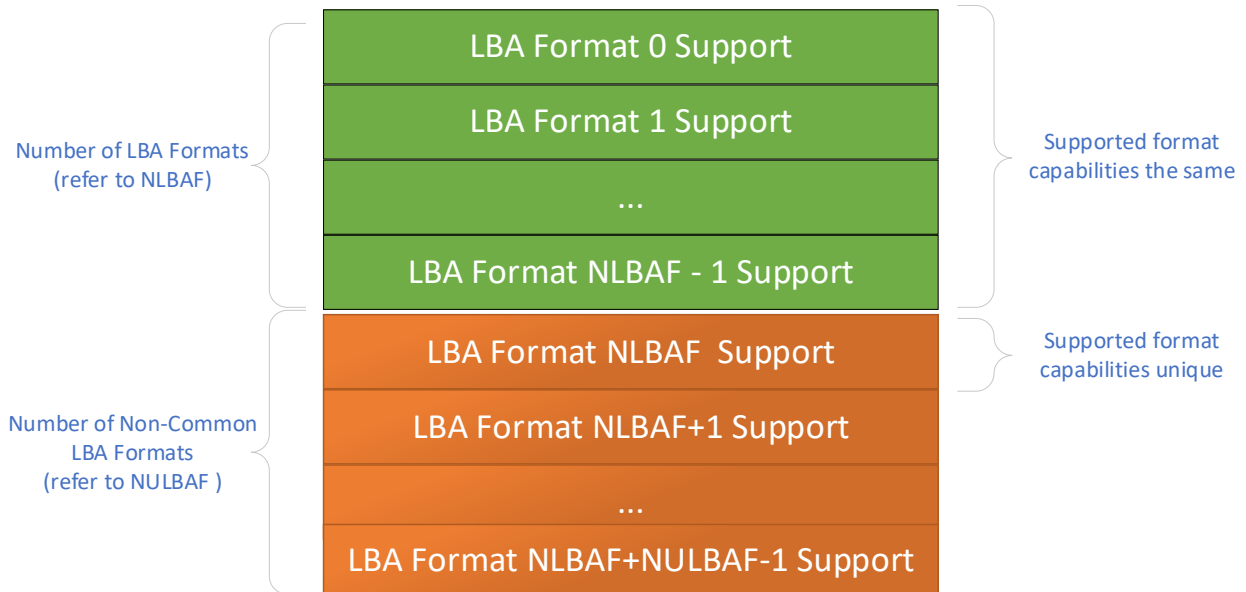 LBA Format 0 Support
LBA Format 1 Support
Number of LBA Formats
(refer to NLBAF)
Supported format
capabilities the same
...
LBA Format NLBAF - 1 Support
LBA Format NLBAF Support
Supported format
capabilities unique
LBA Format NLBAF+1 Support
Number of Non-Common
LBA Formats
(refer to NULBAF )
...
LBA Format NLBAF+NULBAF-1 Support